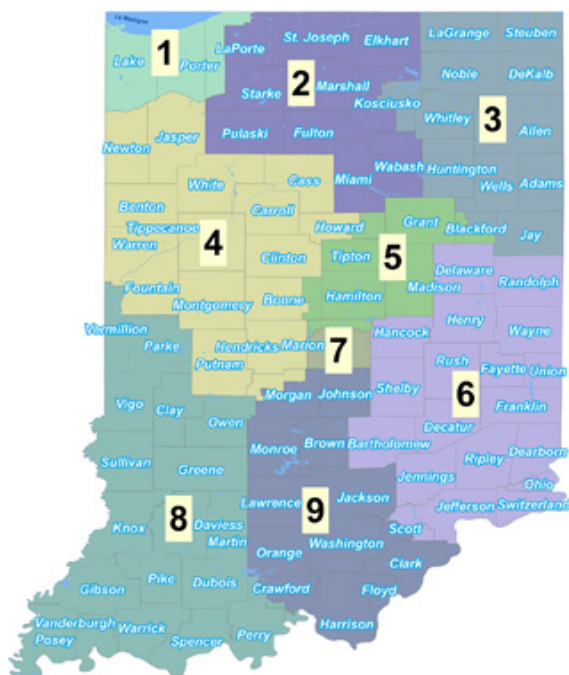 Lake Michigan
1
Lake
Porter
LaPorte
St. Joseph
Elkhart
LaGrange
Steuben
2
Starke
Marshall
Kosciusko
Noble
DeKalb
3
Whitley
Allen
Newton
Jasper
Pulaski
Fulton
Wabash
Huntington
Miami
Wells
Adams
White
Cass
Benton
Carroll
Howard
Grant
Blackford
Jay
Tippecanoe
Warren
4
Clinton
Tipton
5
Delaware
Randolph
Fountain
Montgomery
Boone
Hamilton
Madison
Henry
Wayne
Vermillion
Parke
Hendricks
Marion
7
Hancock
Putnam
Rush
Fayette
Union
6
Morgan
Johnson
Shelby
Franklin
Vigo
Clay
Owen
Decatur
Monroe
Brown
Bartholomew
Dearborn
Ripley
Sullivan
Greene
Jennings
Ohio
Lawrence
Jackson
Jefferson
Switzerland
8
9
Knox
Daviess
Martin
Scott
Washington
Orange
Clark
Gibson
Pike
Dubois
Crawford
Floyd
Harrison
Vanderburgh
Posey
Warrick
Spencer
Perry